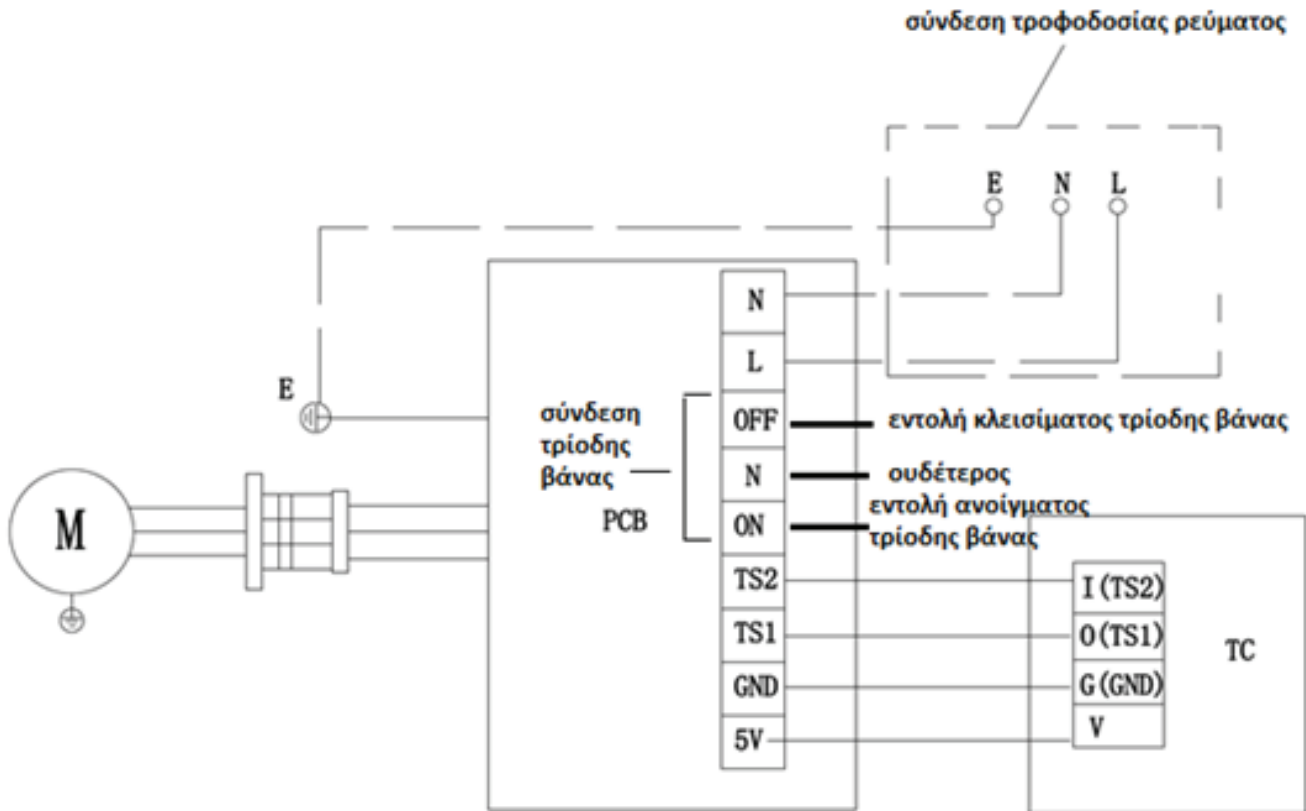 σύνδεση τροφοδοσίας ρεύματος
E N L
N
L
E
σύνδεση
τρίοδης
βάνας
PCB
OFF
N
ON
εντολή κλεισίματος τρίοδης βάνας
ουδέτερος
εντολή ανοίγματος
τρίοδης βάνας
M
TS2
TS1
GND
5V
I(TS2)
O(TS1)
G(GND)
V
TC